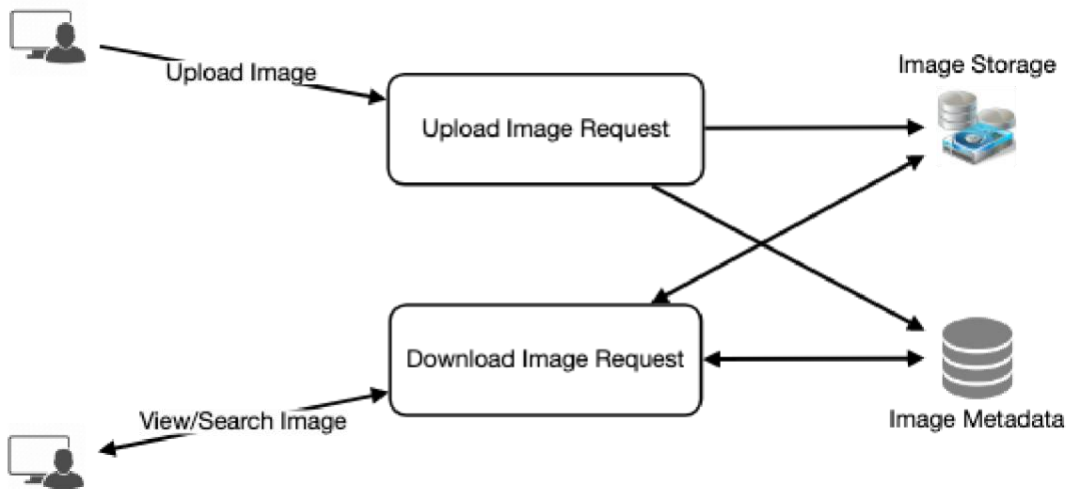 Upload Image
Image Storage
Upload Image Request
Download Image Request
View/Search Image
Image Metadata